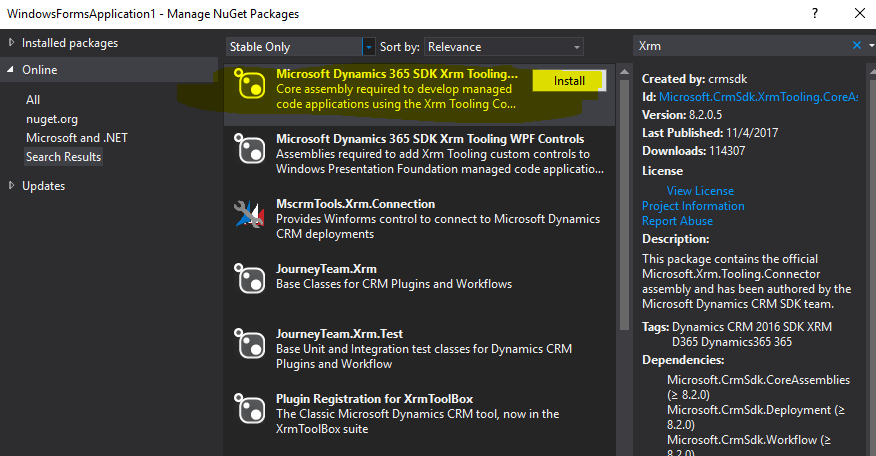 WindowsFormsApplication1 - Manage NuGet Packages
?
Installed packages
Online
All
nuget.org
Microsoft and .NET
Search Results
Updates
Stable Only
Sort by: Relevance
Microsoft Dynamics 365 SDK Xrm Tooling...
Core assembly required to develop managed
code applications using the Xrm Tooling Co...
Install
Microsoft Dynamics 365 SDK Xrm Tooling WPF Controls
Assemblies required to add Xrm Tooling custom controls to
Windows Presentation Foundation managed code applicatio...
MscrmTools.Xrm.Connection
Provides Winforms control to connect to Microsoft Dynamics
CRM deployments
JourneyTeam.Xrm
Base Classes for CRM Plugins and Workflows
JourneyTeam.Xrm.Test
Base Unit and Integration test classes for Dynamics CRM
Plugins and Workflow
Plugin Registration for XrmToolBox
The Classic Microsoft Dynamics CRM tool, now in the
XrmToolBox suite
Xrm
Created by: crmsdk
Id: Microsoft.CrmSdk.XrmTooling.CoreAs
Version: 8.2.0.5
Last Published: 11/4/2017
Downloads: 114307
License
View License
Project Information
Report Abuse
Description:
This package contains the official
Microsoft.Xrm.Tooling.Connector
assembly and has been authored by the
Microsoft Dynamics CRM SDK team.
Tags: Dynamics CRM 2016 SDK XRM
D365 Dynamics365 365
Dependencies:
Microsoft.CrmSdk.CoreAssemblies
(≥ 8.2.0)
Microsoft.CrmSdk.Deployment (≥
8.2.0)
Microsoft.CrmSdk.Workflow (≥
8.2.0)